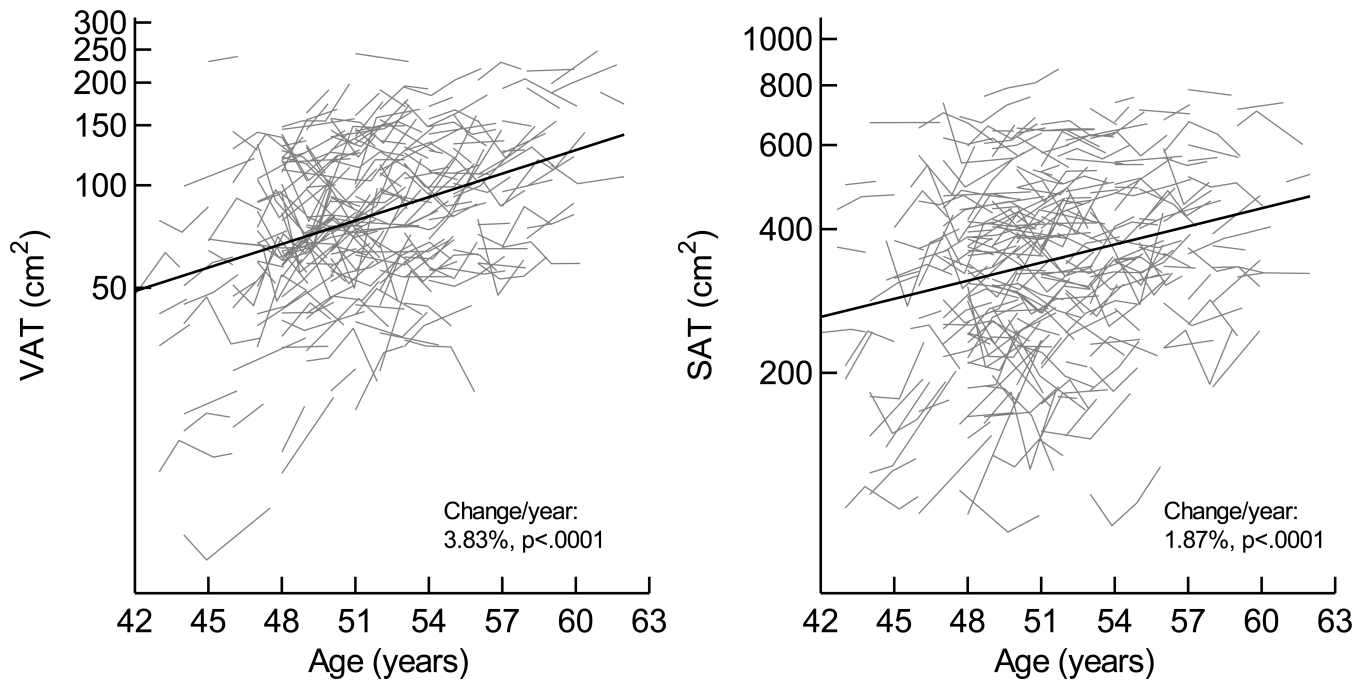 300
250
200
150
100
50
VAT (cm²)
Change/year:
3.83%, p<.0001
42 45 48 51 54 57 60 63
Age (years)
1000
800
600
400
200
SAT (cm²)
Change/year:
1.87%, p<.0001
42 45 48 51 54 57 60 63
Age (years)